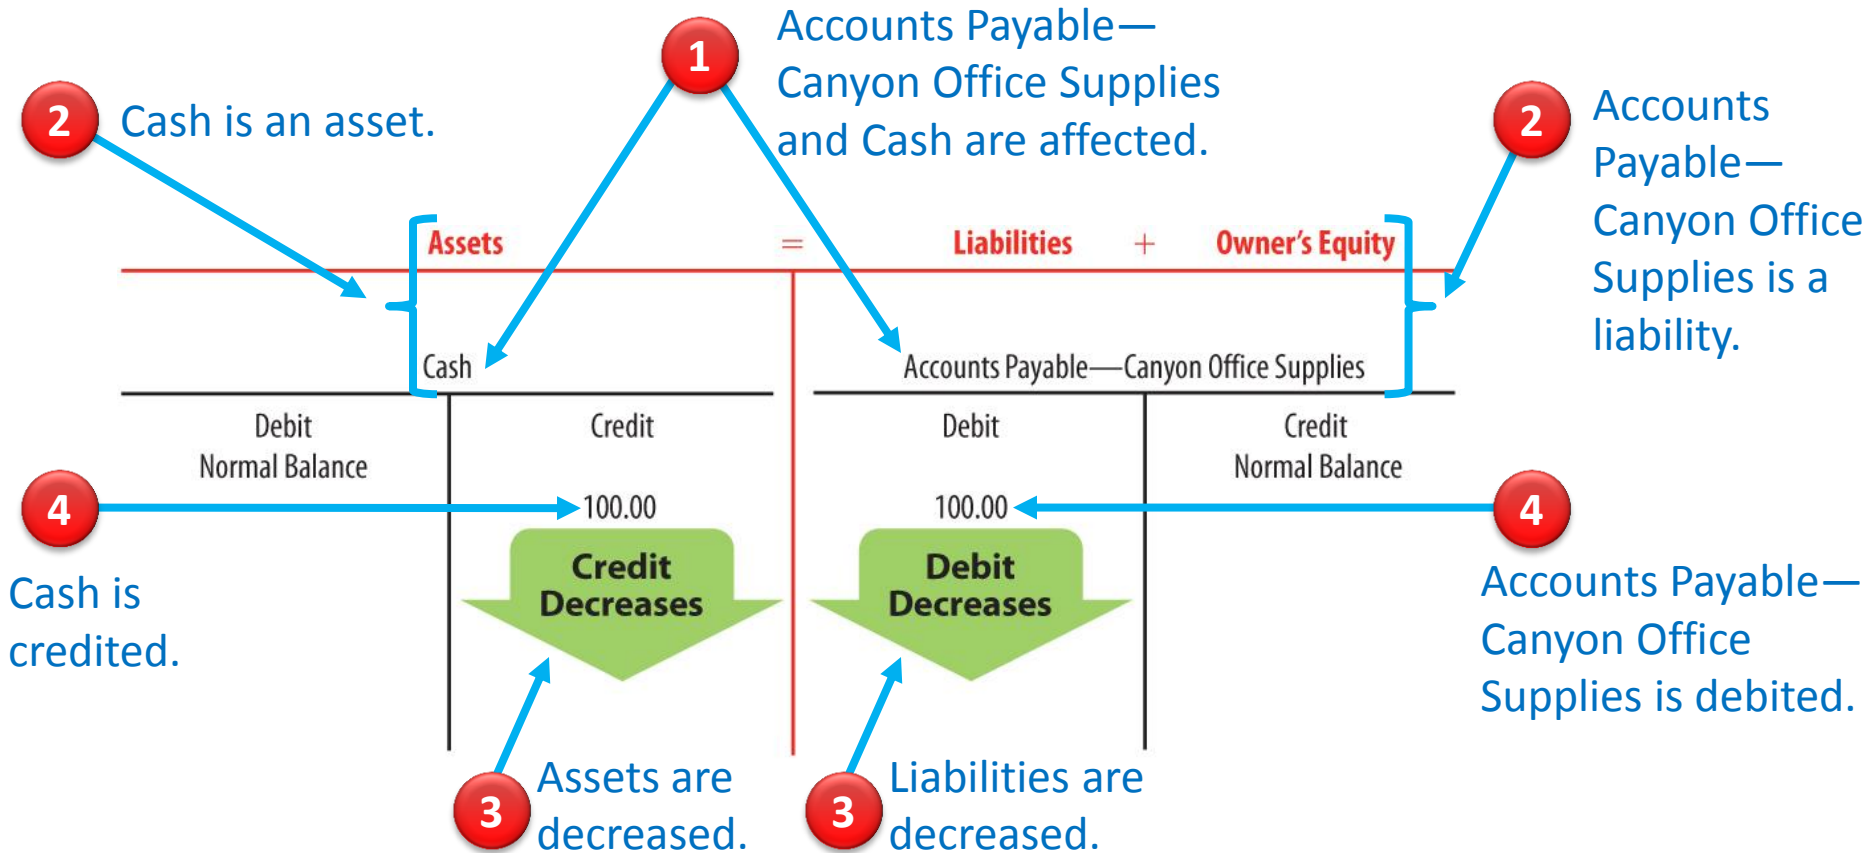 1
Accounts Payable—
Canyon Office Supplies
and Cash are affected.
2
Cash is an asset.
2
Accounts
Payable—
Canyon Office
Supplies is a
liability.
Assets = Liabilities + Owner's Equity
Cash
Accounts Payable—Canyon Office Supplies
Debit
Normal Balance
Credit
Debit
Credit
Normal Balance
4
100.00
100.00
4
Credit
Decreases
Debit
Decreases
Cash is
credited.
Accounts Payable—
Canyon Office
Supplies is debited.
3
Assets are
decreased.
3
Liabilities are
decreased.